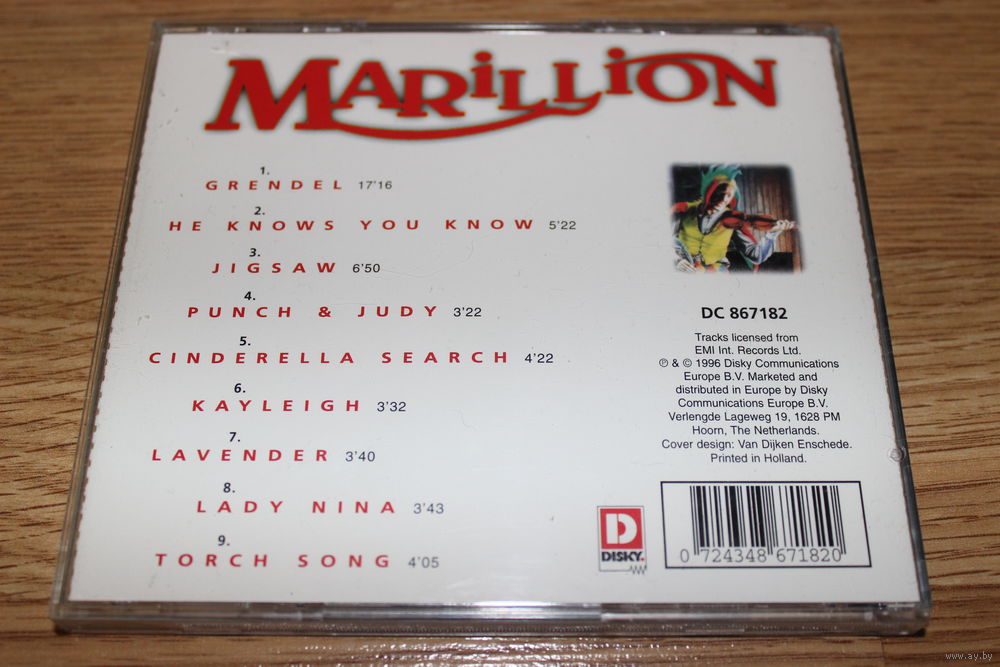 MARILLION
1.
GRENDEL 17'16
2.
HE KNOWS YOU KNOW 5'22
3.
JIGSAW 6'50
4.
PUNCH & JUDY 3'22
5.
CINDERELLA SEARCH 4'22
6.
KAYLEIGH 3'32
7.
LAVENDER 3'40
8.
LADY NINA 3'43
9.
TORCH SONG 4'05
DC 867182
Tracks licensed from
EMI Int. Records Ltd.
℗ & © 1996 Disky Communications
Europe B.V. Marketed and
distributed in Europe by Disky
Communications Europe B.V.
Verlengde Lageweg 19, 1628 PM
Hoorn, The Netherlands.
Cover design: Van Dijken Enschede.
Printed in Holland.
D
DISKY.
0 724348 671820
www.ay.by